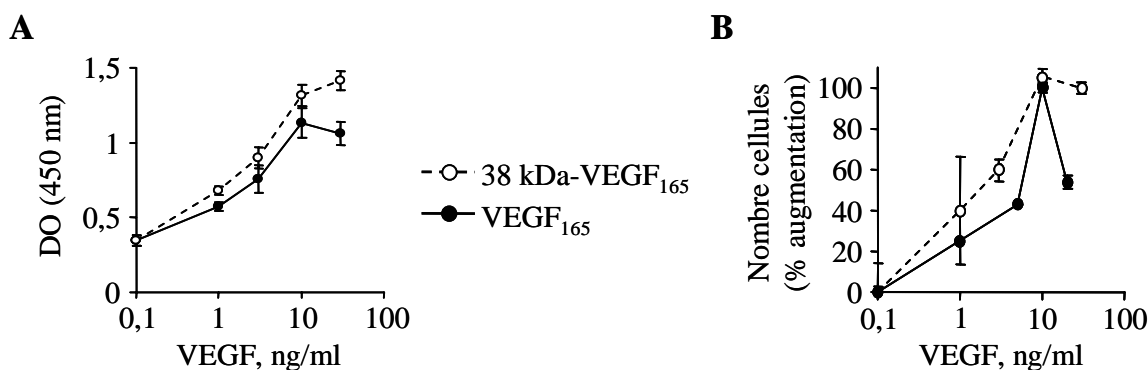 A
DO (450 nm)
1,5
1
0,5
0
0,1 1 10 100
VEGF, ng/ml
38 kDa-VEGF165
VEGF165
B
Nombre cellules
(% augmentation)
100
80
60
40
20
0
0,1 1 10 100
VEGF, ng/ml